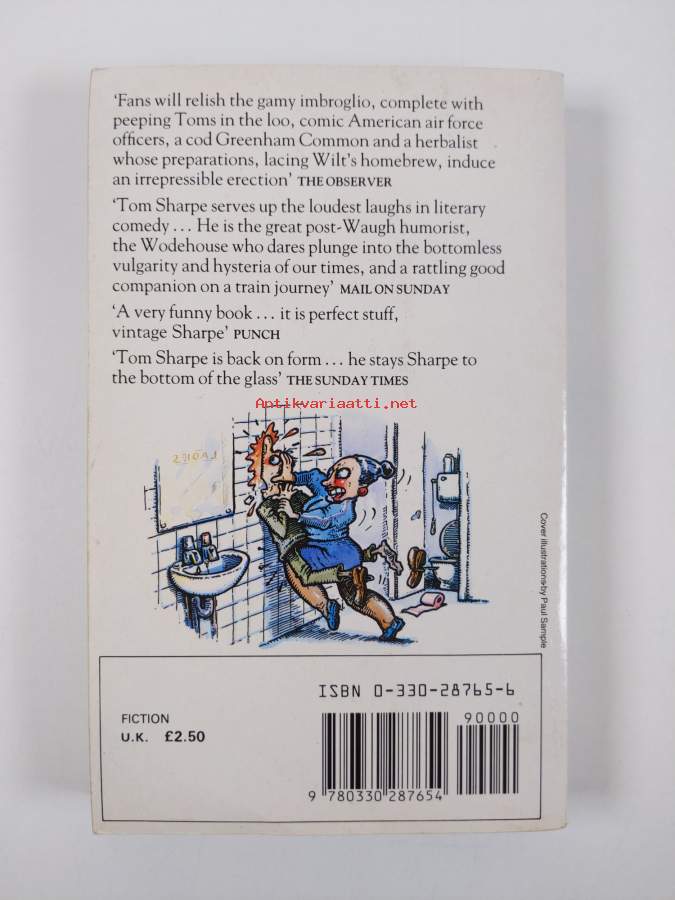 ‘Fans will relish the gamy imbroglio, complete with
peeping Toms in the loo, comic American air force
officers, a cod Greenham Common and a herbalist
whose preparations, lacing Wilt’s homebrew, induce
an irrepressible erection’ THE OBSERVER
‘Tom Sharpe serves up the loudest laughs in literary
comedy ... He is the great post-Waugh humorist,
the Wodehouse who dares plunge into the bottomless
vulgarity and hysteria of our times, and a rattling good
companion on a train journey’ MAIL ON SUNDAY
‘A very funny book ... it is perfect stuff,
vintage Sharpe’ PUNCH
‘Tom Sharpe is back on form ... he stays Sharpe to
the bottom of the glass’ THE SUNDAY TIMES
Antikvariaatti.net
LADIES
Cover illustrations by Paul Sample
ISBN 0-330-28765-6
FICTION
U.K. £2.50
90000
9 780330 287654